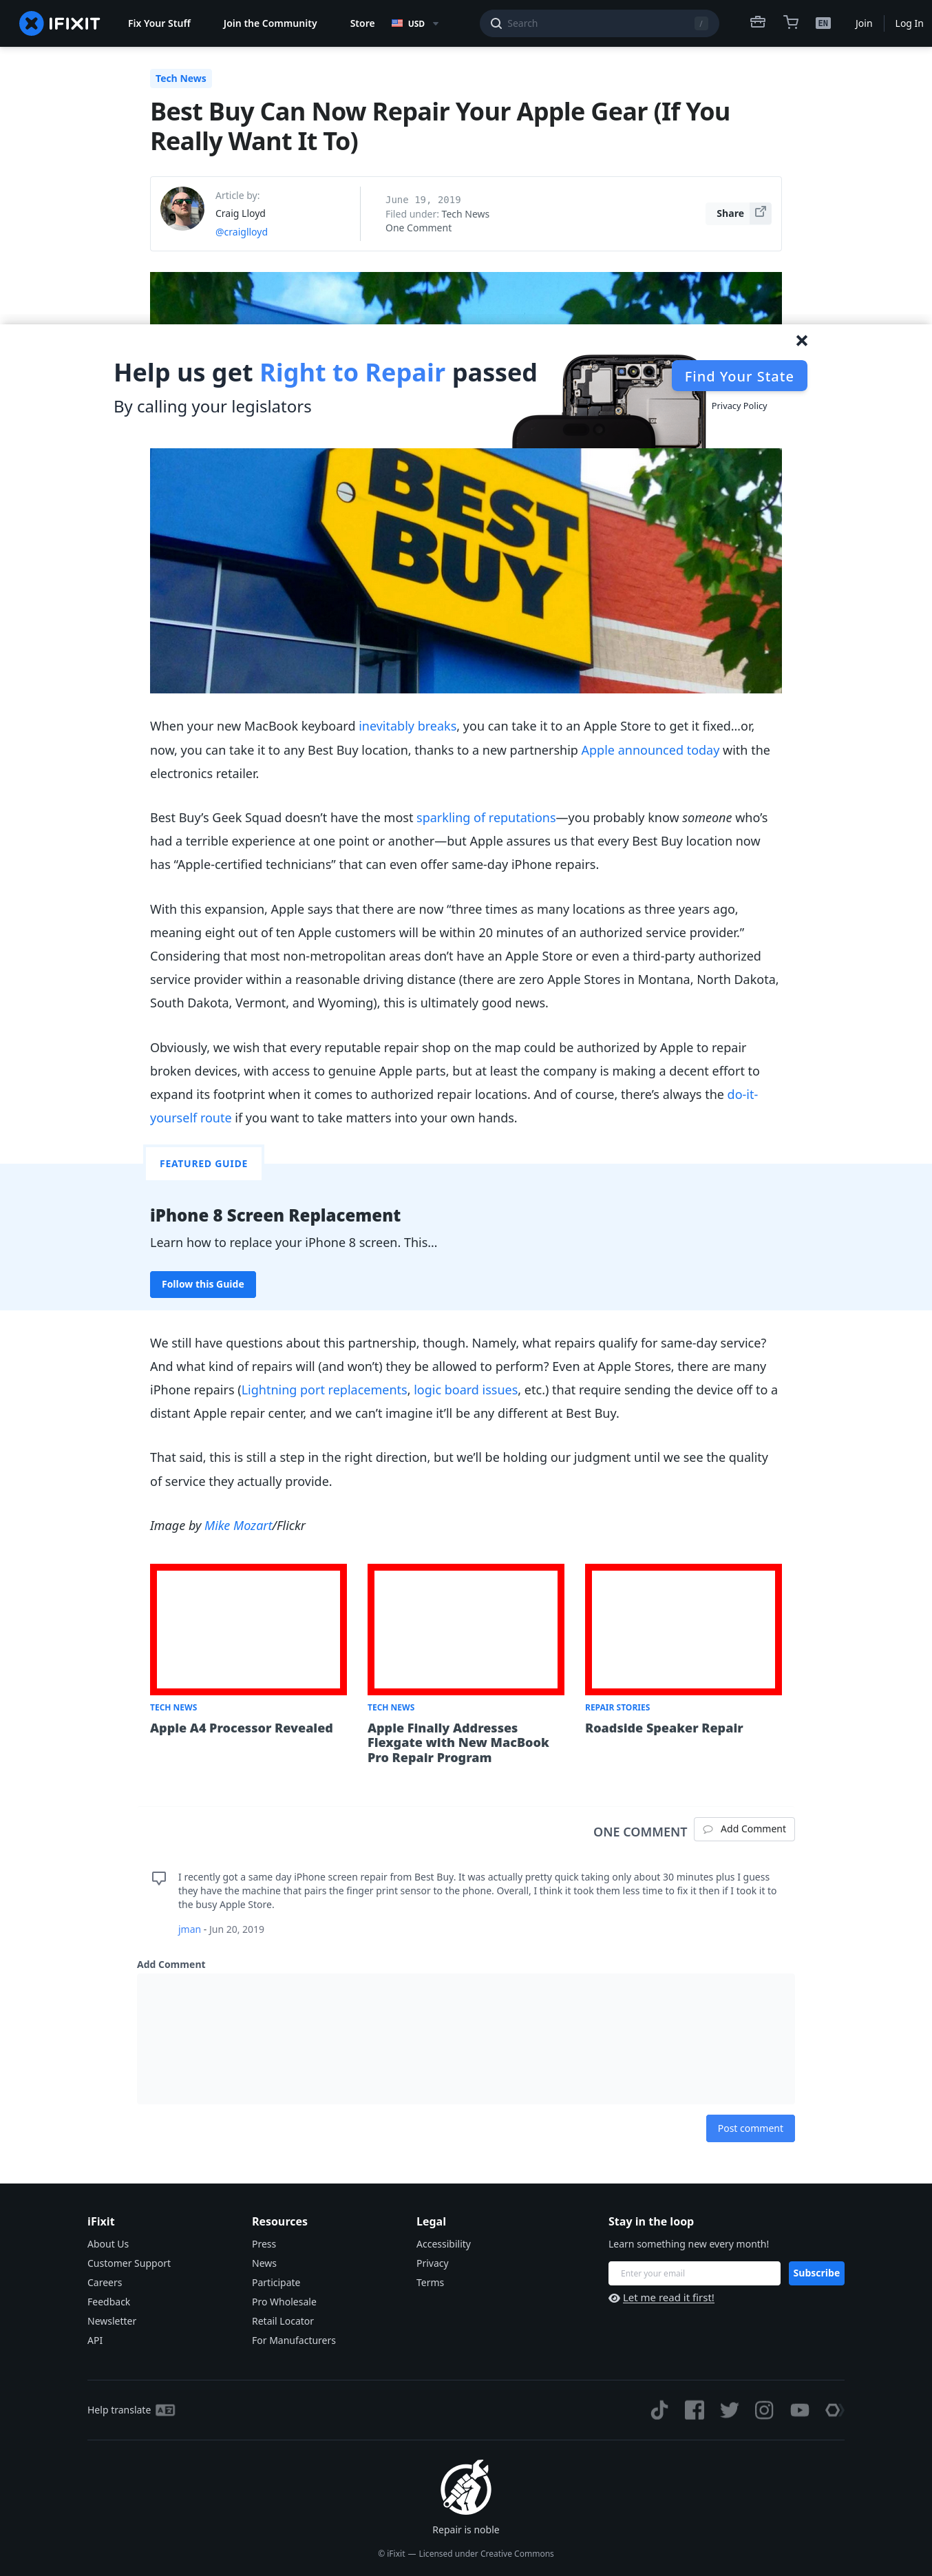 IFIXIT
Fix Your Stuff
Join the Community
Store
USD
Search
/
EN
Join
Log In
Tech News
Best Buy Can Now Repair Your Apple Gear (If You
Really Want It To)
Article by:
Craig Lloyd
@craiglloyd
June 19, 2019
Filed under: Tech News
One Comment
Share
Help us get Right to Repair passed
By calling your legislators
Find Your State
Privacy Policy
BEST
BUY
When your new MacBook keyboard inevitably breaks, you can take it to an Apple Store to get it fixed…or,
now, you can take it to any Best Buy location, thanks to a new partnership Apple announced today with the
electronics retailer.
Best Buy’s Geek Squad doesn’t have the most sparkling of reputations—you probably know someone who’s
had a terrible experience at one point or another—but Apple assures us that every Best Buy location now
has “Apple-certified technicians” that can even offer same-day iPhone repairs.
With this expansion, Apple says that there are now “three times as many locations as three years ago,
meaning eight out of ten Apple customers will be within 20 minutes of an authorized service provider.”
Considering that most non-metropolitan areas don’t have an Apple Store or even a third-party authorized
service provider within a reasonable driving distance (there are zero Apple Stores in Montana, North Dakota,
South Dakota, Vermont, and Wyoming), this is ultimately good news.
Obviously, we wish that every reputable repair shop on the map could be authorized by Apple to repair
broken devices, with access to genuine Apple parts, but at least the company is making a decent effort to
expand its footprint when it comes to authorized repair locations. And of course, there’s always the do-it-
yourself route if you want to take matters into your own hands.
FEATURED GUIDE
iPhone 8 Screen Replacement
Learn how to replace your iPhone 8 screen. This…
Follow this Guide
We still have questions about this partnership, though. Namely, what repairs qualify for same-day service?
And what kind of repairs will (and won’t) they be allowed to perform? Even at Apple Stores, there are many
iPhone repairs (Lightning port replacements, logic board issues, etc.) that require sending the device off to a
distant Apple repair center, and we can’t imagine it’ll be any different at Best Buy.
That said, this is still a step in the right direction, but we’ll be holding our judgment until we see the quality
of service they actually provide.
Image by Mike Mozart/Flickr
TECH NEWS
Apple A4 Processor Revealed
TECH NEWS
Apple Finally Addresses
Flexgate with New MacBook
Pro Repair Program
REPAIR STORIES
Roadside Speaker Repair
ONE COMMENT
Add Comment
I recently got a same day iPhone screen repair from Best Buy. It was actually pretty quick taking only about 30 minutes plus I guess
they have the machine that pairs the finger print sensor to the phone. Overall, I think it took them less time to fix it then if I took it to
the busy Apple Store.
jman - Jun 20, 2019
Add Comment
Post comment
iFixit
About Us
Customer Support
Careers
Feedback
Newsletter
API
Resources
Press
News
Participate
Pro Wholesale
Retail Locator
For Manufacturers
Legal
Accessibility
Privacy
Terms
Stay in the loop
Learn something new every month!
Enter your email
Subscribe
Let me read it first!
Help translate
Repair is noble
© iFixit — Licensed under Creative Commons